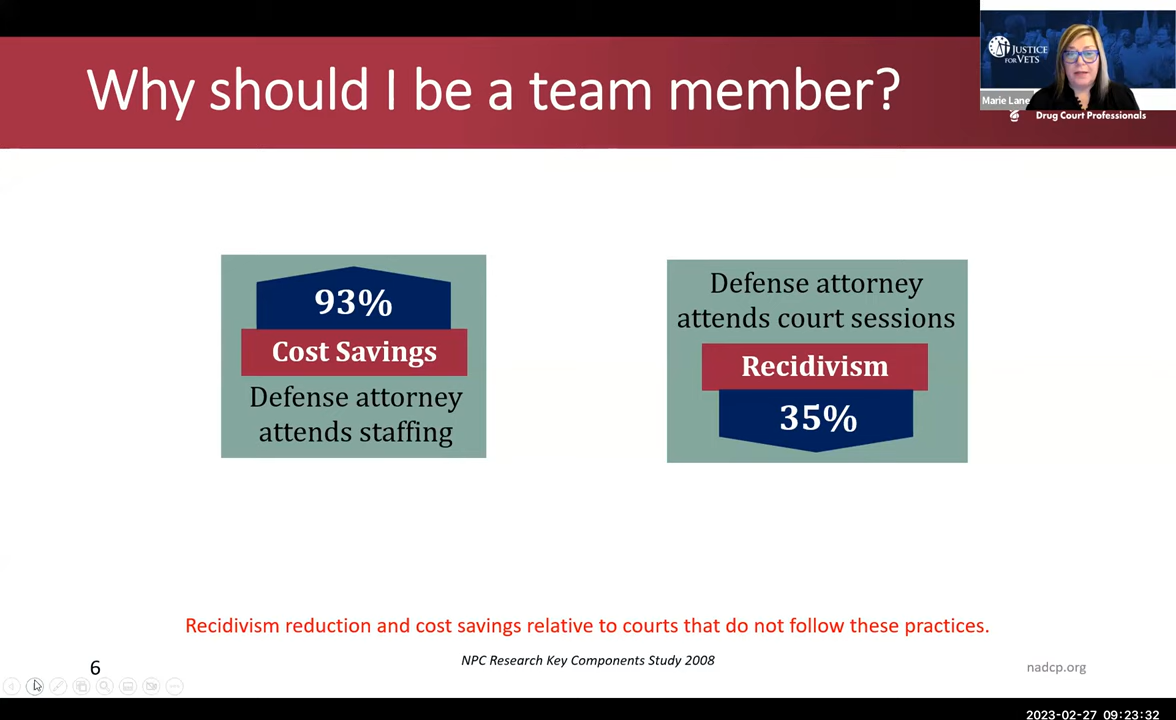 Why should I be a team member?
JUSTICE
FOR VETS
Marie Lane
Drug Court Professionals
93%
Cost Savings
Defense attorney
attends staffing
Defense attorney
attends court sessions
Recidivism
35%
Recidivism reduction and cost savings relative to courts that do not follow these practices.
NPC Research Key Components Study 2008
6
nadcp.org
2023-02-27 09:23:32